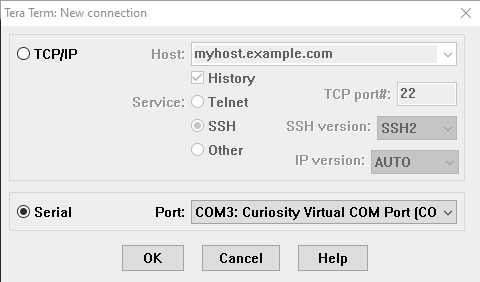 Tera Term: New connection
TCP/IP
Host: myhost.example.com
History
Service: Telnet
TCP port#: 22
SSH
SSH version: SSH2
Other
IP version: AUTO
Serial
Port: COM3: Curiosity Virtual COM Port (CO
OK Cancel Help